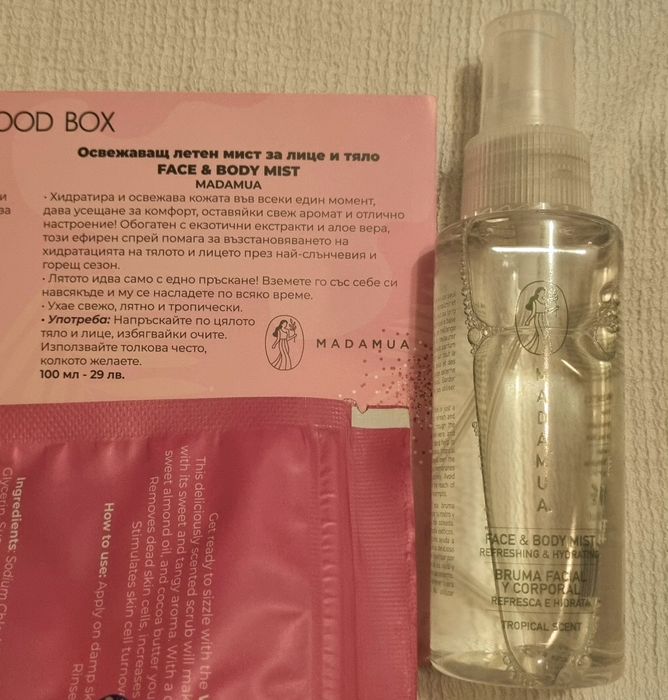 OOD BOX
Освежаващ летен мист за лице и тяло
FACE & BODY MIST
MADAMUA
• Хидратира и освежава кожата във всеки един момент,
дава усещане за комфорт, оставяйки свеж аромат и отлично
настроение! Обогатен с екзотични екстракти и алое вера,
този ефирен спрей помага за възстановяването на
хидратацията на тялото и лицето през най-слънчевия и
горещ сезон.
• Лятото идва само с едно пръскане! Вземете го със себе си
навсякъде и му се насладете по всяко време.
• Ухае свежо, лятно и тропически.
• Употреба: Напръскайте по цялото
тяло и лице, избягвайки очите.
Използвайте толкова често,
колкото желаете.
100 мл - 29 лв.
MADAMUA
Get ready to sizzle with the
This deliciously scented scrub will make
with its sweet and tangy aroma. With a
sweet almond oil, and cocoa butter you
Removes dead skin cells, increases
Stimulates skin cell turnov
How to use: Apply on damp sk
Rinse
Ingredients: Sodium Chl
Glycerin, Sun
MADAMUA
FACE & BODY MIST
REFRESHING & HYDRATING
BRUMA FACIAL
Y CORPORAL
REFRESCA E HIDRATA
TROPICAL SCENT